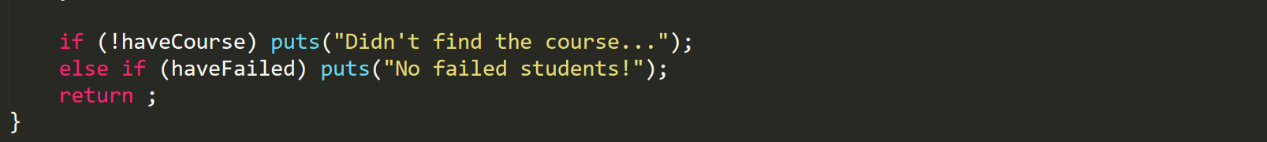 if (!haveCourse) puts("Didn't find the course...");
else if (haveFailed) puts("No failed students!");
return ;
}